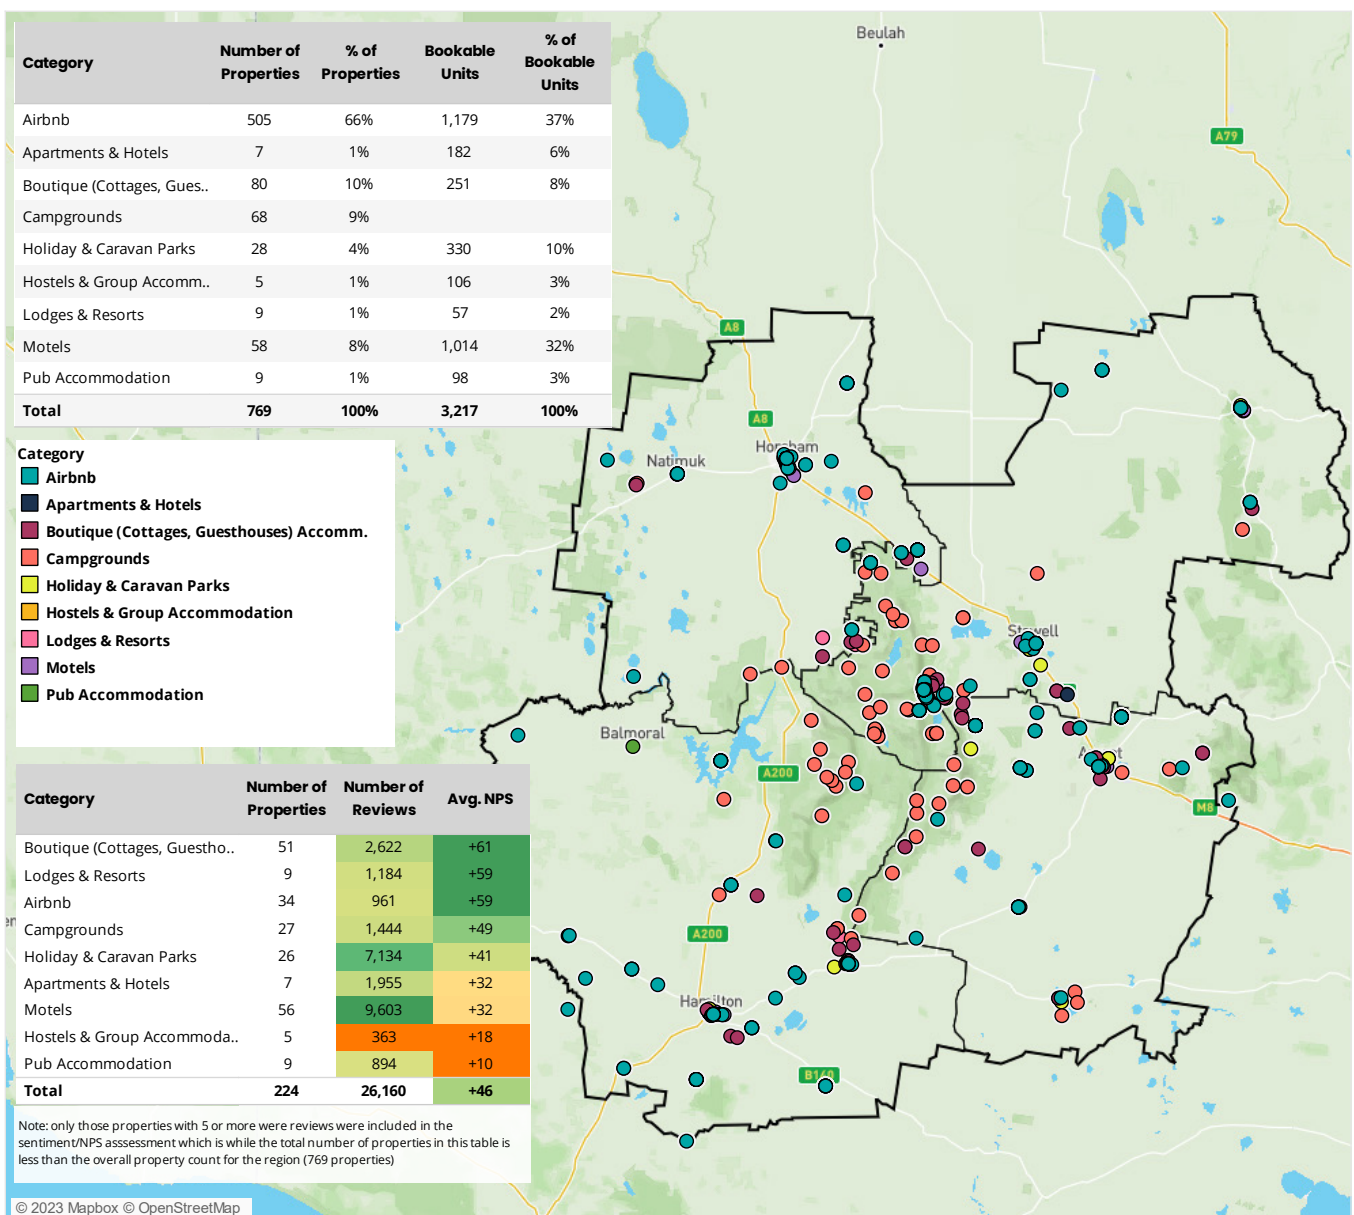 Category Number of Properties % of Properties Bookable Units % of Bookable Units
Airbnb 505 66% 1,179 37%
Apartments & Hotels 7 1% 182 6%
Boutique (Cottages, Gues.. 80 10% 251 8%
Campgrounds 68 9%
Holiday & Caravan Parks 28 4% 330 10%
Hostels & Group Accomm.. 5 1% 106 3%
Lodges & Resorts 9 1% 57 2%
Motels 58 8% 1,014 32%
Pub Accommodation 9 1% 98 3%
Total 769 100% 3,217 100%
Category
Airbnb
Apartments & Hotels
Boutique (Cottages, Guesthouses) Accomm.
Campgrounds
Holiday & Caravan Parks
Hostels & Group Accommodation
Lodges & Resorts
Motels
Pub Accommodation
Category Number of Properties Number of Reviews Avg. NPS
Boutique (Cottages, Guestho.. 51 2,622 +61
Lodges & Resorts 9 1,184 +59
Airbnb 34 961 +59
Campgrounds 27 1,444 +49
Holiday & Caravan Parks 26 7,134 +41
Apartments & Hotels 7 1,955 +32
Motels 56 9,603 +32
Hostels & Group Accommoda.. 5 363 +18
Pub Accommodation 9 894 +10
Total 224 26,160 +46
Note: only those properties with 5 or more were reviews were included in the
sentiment/NPS asssessment which is while the total number of properties in this table is
less than the overall property count for the region (769 properties)
© 2023 Mapbox © OpenStreetMap
Beulah
A79
A8
A8
Horsham
Natimuk
Stawell
Balmoral
A200
M8
A200
Hamilton
B140